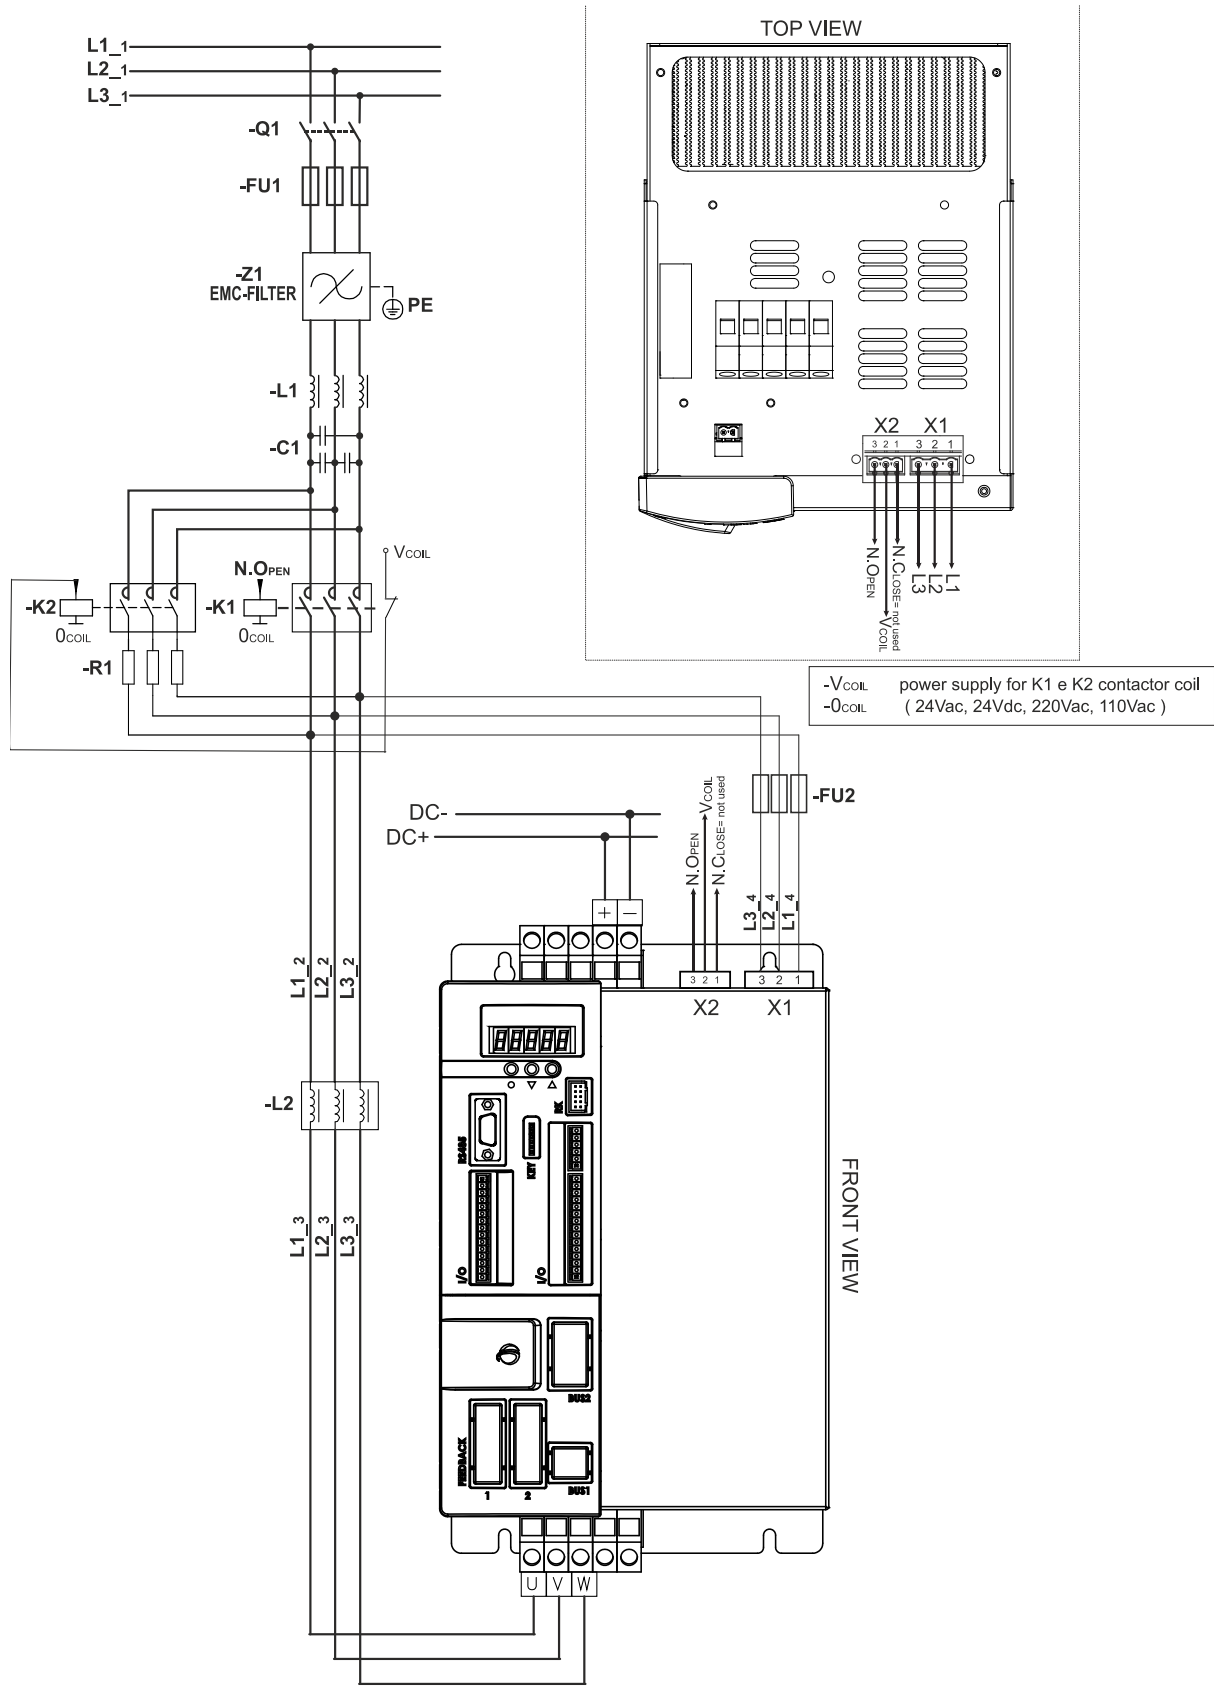 TOP VIEW
L1_1
L2_1
L3_1
-Q1
-FU1
-Z1
EMC-FILTER
PE
-L1
-C1
X2 X1
3 2 1 3 2 1
N.OPEN
VCOIL
N.CLOSE= not used
L3
L2
L1
VCOIL
N.OPEN
-K2
0COIL
-K1
0COIL
-R1
-VCOIL power supply for K1 e K2 contactor coil
-0COIL ( 24Vac, 24Vdc, 220Vac, 110Vac )
-FU2
DC-
DC+
N.OPEN
VCOIL
N.CLOSE= not used
L3_4
L2_4
L1_4
+ −
L1_2
L2_2
L3_2
3 2 1 3 2 1
X2 X1
88888
-L2
RK
RS485
KEY
FRONT VIEW
L1_3
L2_3
L3_3
I/O
I/O
BUS2
FEEDBACK
1 2
BUS1
U V W